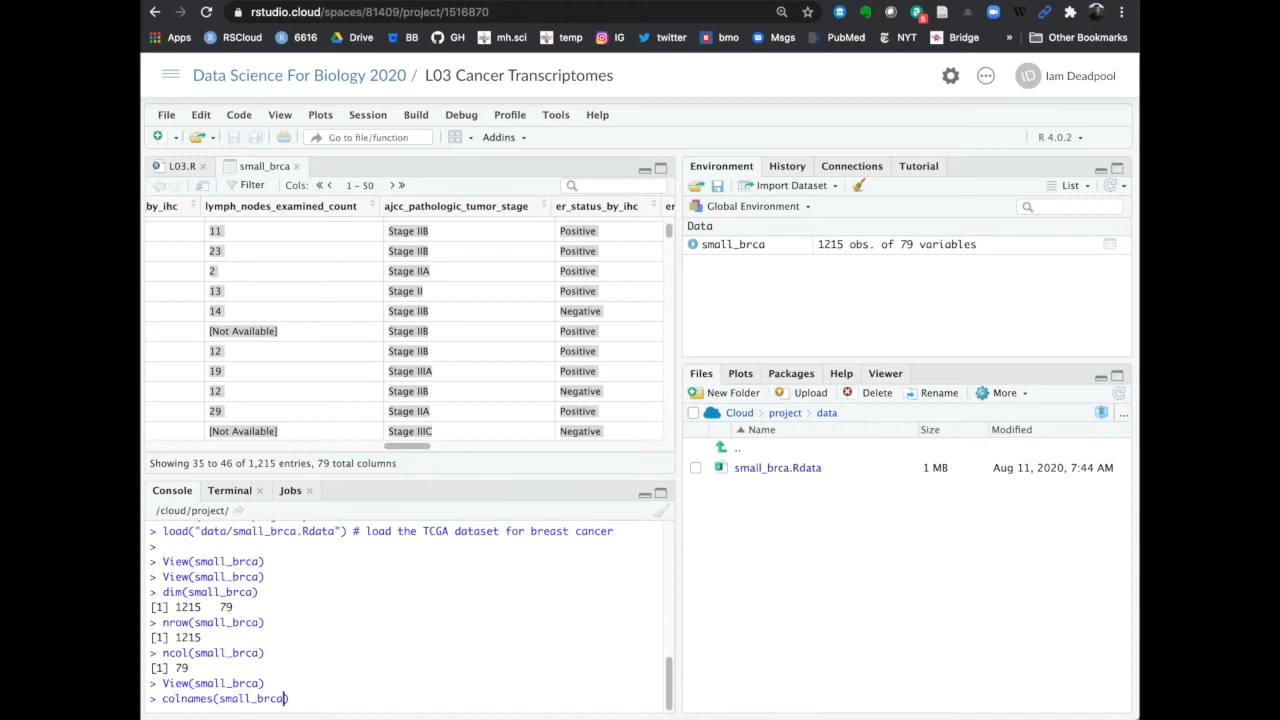 rstudio.cloud/spaces/81409/project/1516870
Apps RSCloud 6616 Drive BB GH mh.sci temp IG twitter bmo Msgs PubMed NYT Bridge » Other Bookmarks
Data Science For Biology 2020 / L03 Cancer Transcriptomes
ID Iam Deadpool
File Edit Code View Plots Session Build Debug Profile Tools Help
Go to file/function Addins R 4.0.2
L03.R small_brca
Filter Cols: 1 - 50
by_ihc lymph_nodes_examined_count ajcc_pathologic_tumor_stage er_status_by_ihc er
11 Stage IIB Positive
23 Stage IIB Positive
2 Stage IIA Positive
13 Stage II Positive
14 Stage IIB Negative
[Not Available] Stage IIB Positive
12 Stage IIB Positive
19 Stage IIIA Positive
12 Stage IIB Negative
29 Stage IIA Positive
[Not Available] Stage IIIC Negative
Showing 35 to 46 of 1,215 entries, 79 total columns
Console Terminal Jobs
/cloud/project/
> load("data/small_brca.Rdata") # load the TCGA dataset for breast cancer
>
> View(small_brca)
> View(small_brca)
> dim(small_brca)
[1] 1215 79
> nrow(small_brca)
[1] 1215
> ncol(small_brca)
[1] 79
> View(small_brca)
> colnames(small_brca)
Environment History Connections Tutorial
Import Dataset List
Global Environment
Data
small_brca 1215 obs. of 79 variables
Files Plots Packages Help Viewer
New Folder Upload Delete Rename More
Cloud project data ...
Name Size Modified
..
small_brca.Rdata 1 MB Aug 11, 2020, 7:44 AM